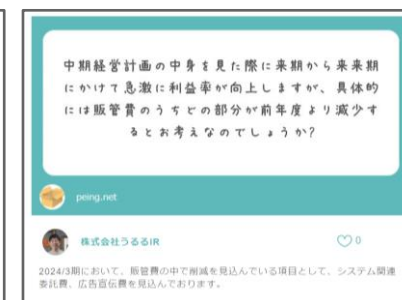 中期経営計画の中身を見た際に来期から来来期
にかけて急激に利益率が向上しますが、具体的
には販管費のうちどの部分が前年度より減少す
るとお考えなのでしょうか?
peing.net
株式会社うるるIR
0
2024/3期において、販管費の中で削減を見込んでいる項目として、システム関連
委託費、広告宣伝費を見込んでおります。